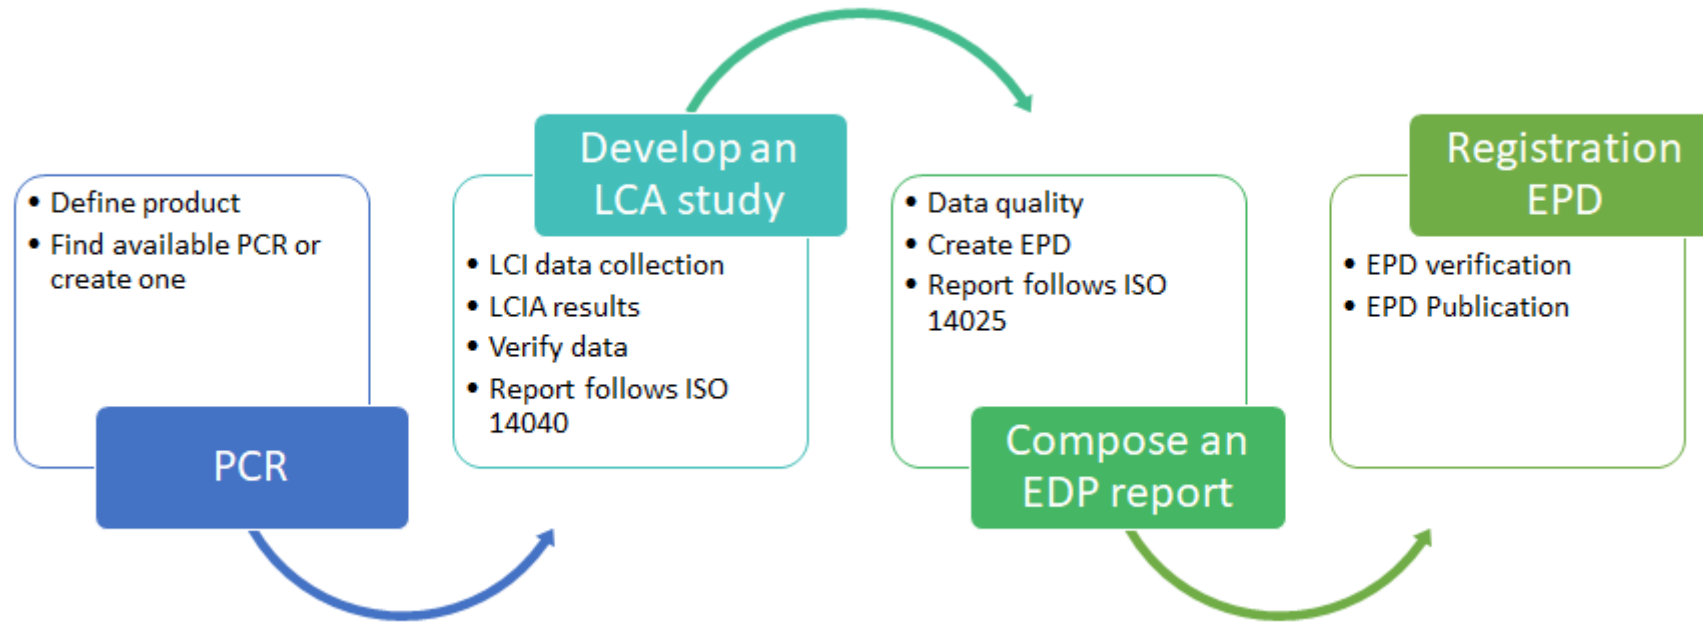 • Define product
• Find available PCR or
create one
PCR
Develop an
LCA study
• LCI data collection
• LCIA results
• Verify data
• Report follows ISO
14040
• Data quality
• Create EPD
• Report follows ISO
14025
Compose an
EDP report
Registration
EPD
• EPD verification
• EPD Publication